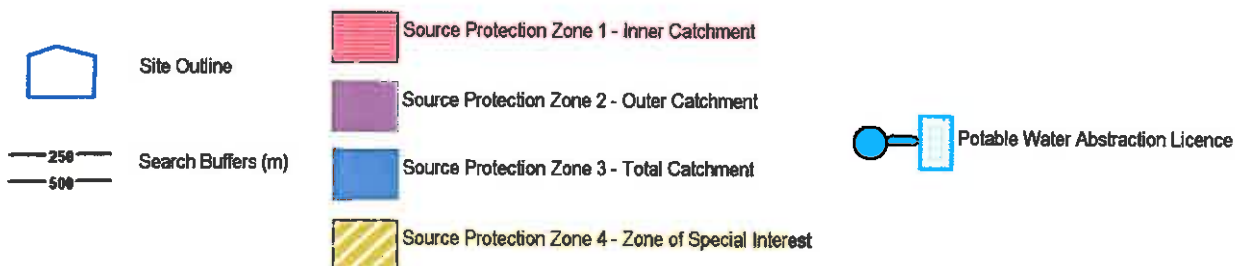 Site Outline
250
500
Search Buffers (m)
Source Protection Zone 1 - Inner Catchment
Source Protection Zone 2 - Outer Catchment
Source Protection Zone 3 - Total Catchment
Source Protection Zone 4 - Zone of Special Interest
Potable Water Abstraction Licence